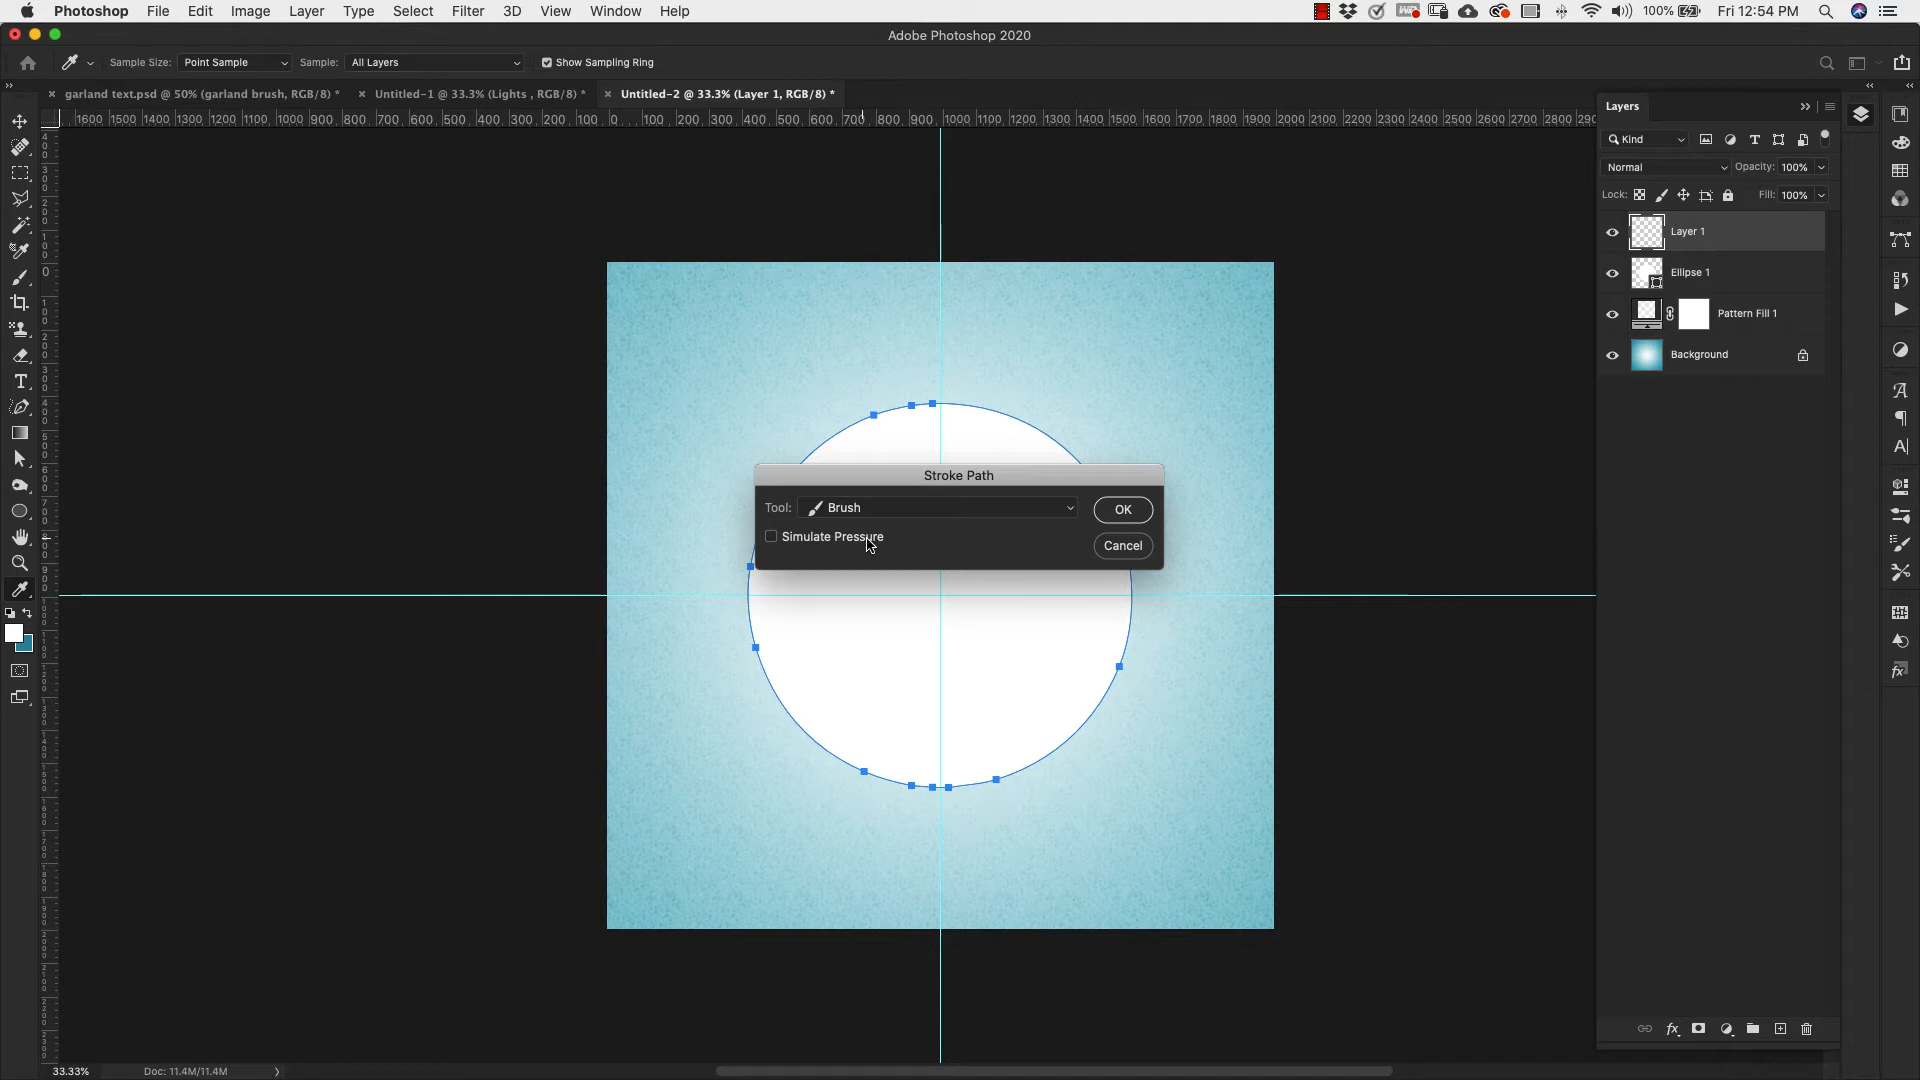 Photoshop File Edit Image Layer Type Select Filter 3D View Window Help 100% Fri 12:54 PM
Adobe Photoshop 2020
Sample Size: Point Sample Sample: All Layers Show Sampling Ring
garland text.psd @ 50% (garland brush, RGB/8) * Untitled-1 @ 33.3% (Lights , RGB/8) * Untitled-2 @ 33.3% (Layer 1, RGB/8) *
Layers
1600 1500 1400 1300 1200 1100 1000 900 800 700 600 500 400 300 200 100 0 100 200 300 400 500 600 700 800 900 1000 1100 1200 1300 1400 1500 1600 1700 1800 1900 2000 2100 2200 2300 2400 2500 2600 2700 2800 290
Kind
Normal Opacity: 100%
Lock: Fill: 100%
Layer 1
Ellipse 1
Pattern Fill 1
Background
Stroke Path
Tool: Brush OK
Simulate Pressure
Cancel
33.33% Doc: 11.4M/11.4M